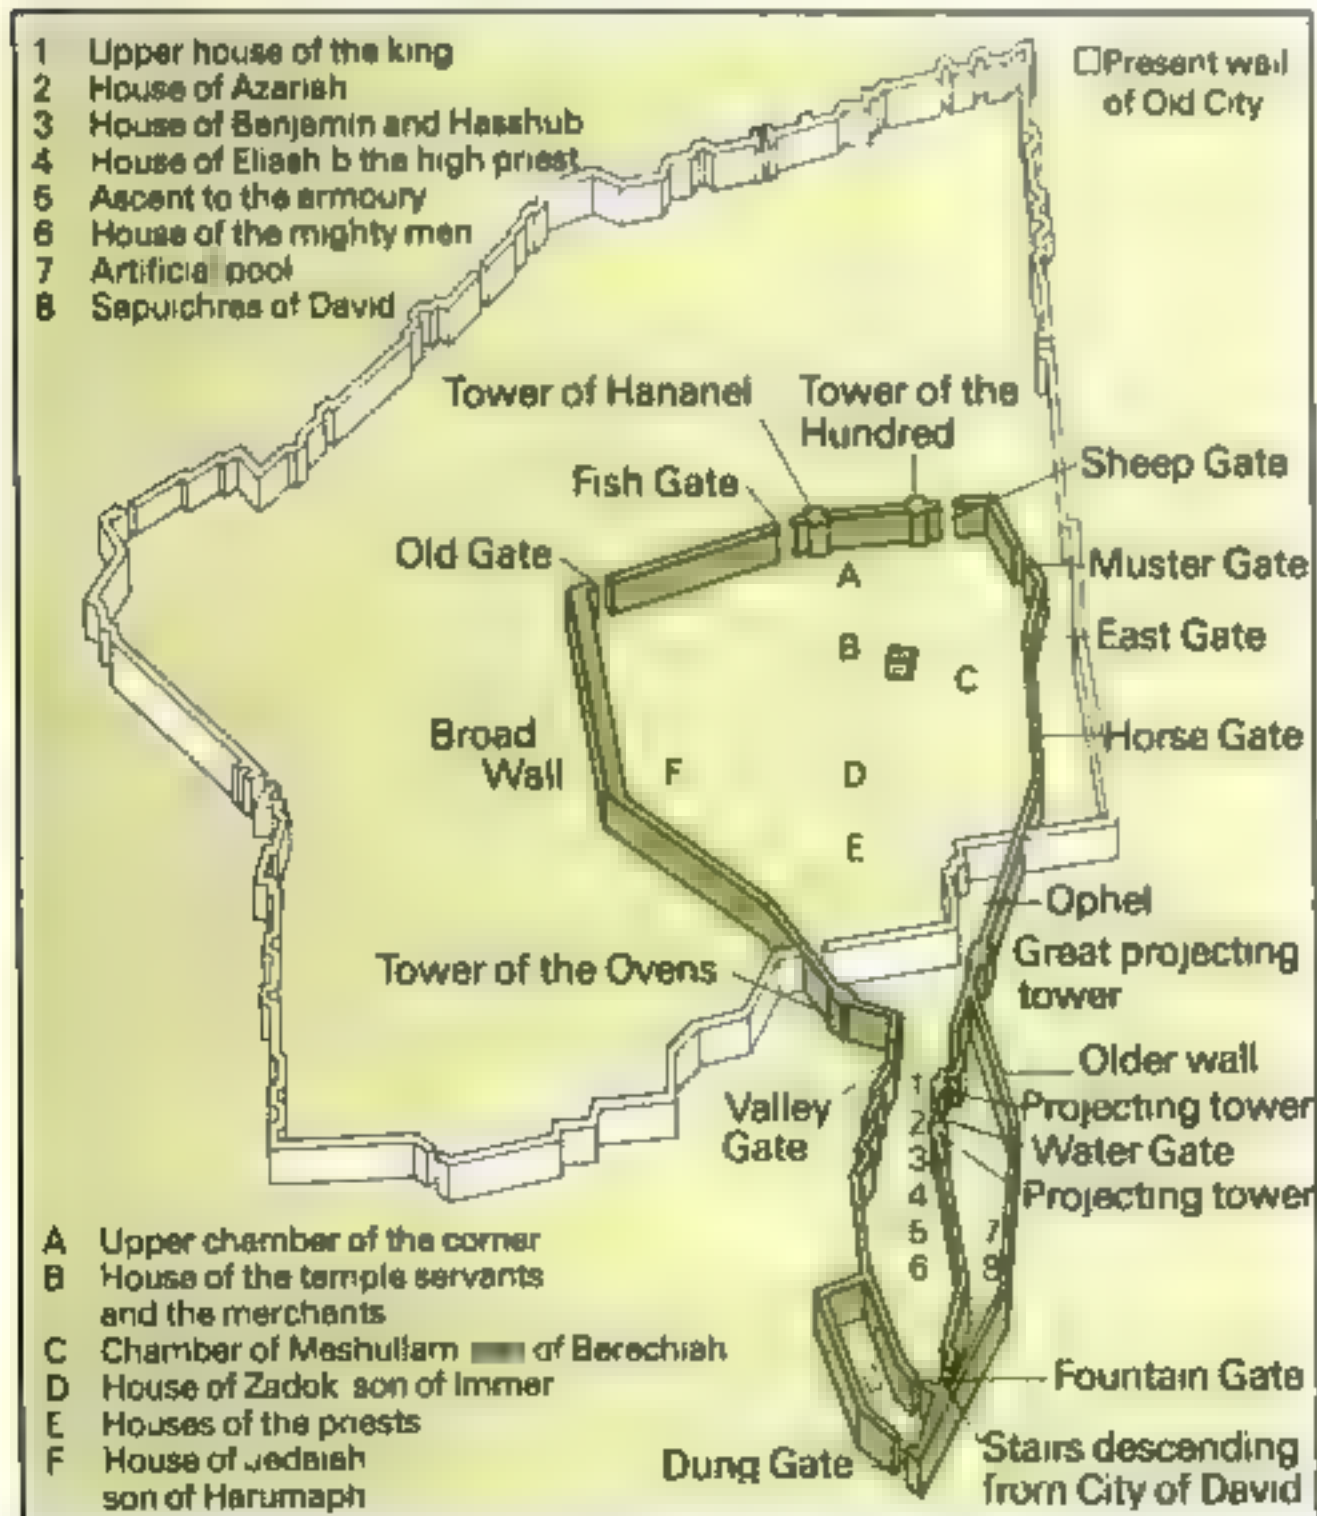 1 Upper house of the king
2 House of Azariah
3 House of Benjamin and Hasshub
4 House of Eliash b the high priest
5 Ascent to the armoury
6 House of the mighty men
7 Artificial pool
8 Sepulchres of David
Present wall
of Old City
Tower of Hananel
Tower of the
Hundred
Fish Gate
Sheep Gate
Old Gate
Muster Gate
A
East Gate
B
C
Broad
Wall
Horse Gate
F
D
E
Ophel
Tower of the Ovens
Great projecting
tower
Older wall
Valley
Gate
1
Projecting tower
2
Water Gate
3
Projecting tower
4
5
7
6
8
A Upper chamber of the corner
B House of the temple servants
and the merchants
C Chamber of Meshullam of Berechiah
D House of Zadok son of Immer
E Houses of the priests
F House of Jedaiah
son of Harumaph
Fountain Gate
Dung Gate
Stairs descending
from City of David